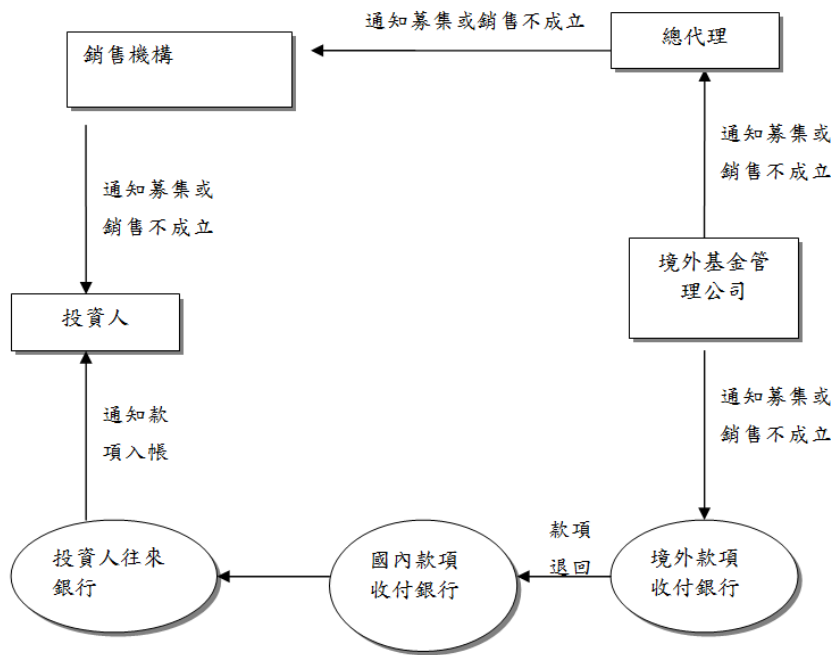 通知募集或銷售不成立
總代理
銷售機構
通知募集或
銷售不成立
通知募集或
銷售不成立
境外基金管
理公司
投資人
通知募集或
銷售不成立
通知款
項入帳
款項
退回
投資人往來
銀行
國內款項
收付銀行
境外款項
收付銀行